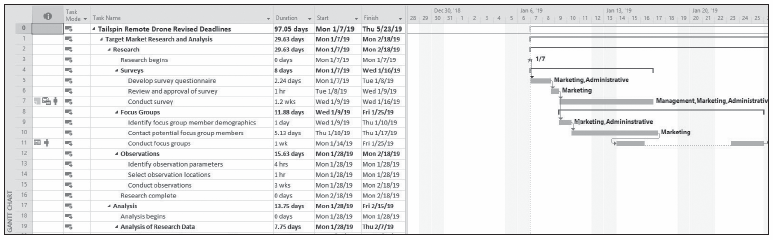 Task Mode Task Name Duration Start Finish
Dec 30, '18 Jan 6, '19 Jan 13, '19 Jan 20, '19
28 29 30 31 1 2 3 4 5 6 7 8 9 10 11 12 13 14 15 16 17 18 19 20 21 22 23 24 25 26
0 Tailspin Remote Drone Revised Deadlines 97.05 days Mon 1/7/19 Thu 5/23/19
1 Target Market Research and Analysis 29.63 days Mon 1/7/19 Mon 2/18/19
2 Research 29.63 days Mon 1/7/19 Mon 2/18/19
3 Research begins 0 days Mon 1/7/19 Mon 1/7/19 1/7
4 Surveys 8 days Mon 1/7/19 Wed 1/16/19
5 Develop survey questionnaire 2.24 days Mon 1/7/19 Tue 1/8/19 Marketing,Administrative
6 Review and approval of survey 1 hr Tue 1/8/19 Wed 1/9/19 Marketing
7 Conduct survey 1.2 wks Wed 1/9/19 Wed 1/16/19 Management,Marketing,Administrativ
8 Focus Groups 11.88 days Wed 1/9/19 Fri 1/25/19
9 Identify focus group member demographics 1 day Wed 1/9/19 Thu 1/10/19 Marketing,Admininstrative
10 Contact potential focus group members 5.13 days Thu 1/10/19 Thu 1/17/19 Marketing
11 Conduct focus groups 1 wk Mon 1/14/19 Fri 1/25/19
12 Observations 15.63 days Mon 1/28/19 Mon 2/18/19
13 Identify observation parameters 4 hrs Mon 1/28/19 Mon 1/28/19
14 Select observation locations 1 hr Mon 1/28/19 Mon 1/28/19
15 Conduct observations 3 wks Mon 1/28/19 Mon 2/18/19
16 Research complete 0 days Mon 2/18/19 Mon 2/18/19
17 Analysis 13.75 days Mon 1/28/19 Fri 2/15/19
18 Analysis begins 0 days Mon 1/28/19 Mon 1/28/19
19 Analysis of Research Data 7.75 days Mon 1/28/19 Thu 2/7/19
GANTT CHART